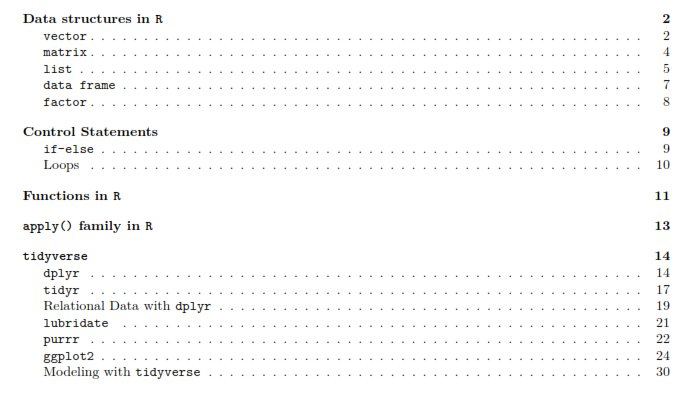 Data structures in R 2
vector . . . . . . . . . . . . . . . . . . . . . . . . . . . . . . . . . . . . . . . . . . . . . . 2
matrix . . . . . . . . . . . . . . . . . . . . . . . . . . . . . . . . . . . . . . . . . . . . . . 4
list . . . . . . . . . . . . . . . . . . . . . . . . . . . . . . . . . . . . . . . . . . . . . . . 5
data frame . . . . . . . . . . . . . . . . . . . . . . . . . . . . . . . . . . . . . . . . . . . . 7
factor . . . . . . . . . . . . . . . . . . . . . . . . . . . . . . . . . . . . . . . . . . . . . . 8
Control Statements 9
if-else . . . . . . . . . . . . . . . . . . . . . . . . . . . . . . . . . . . . . . . . . . . . . 9
Loops . . . . . . . . . . . . . . . . . . . . . . . . . . . . . . . . . . . . . . . . . . . . . . 10
Functions in R 11
apply() family in R 13
tidyverse 14
dplyr . . . . . . . . . . . . . . . . . . . . . . . . . . . . . . . . . . . . . . . . . . . . . . 14
tidyr . . . . . . . . . . . . . . . . . . . . . . . . . . . . . . . . . . . . . . . . . . . . . . 17
Relational Data with dplyr . . . . . . . . . . . . . . . . . . . . . . . . . . . . . . . . . . . 19
lubridate . . . . . . . . . . . . . . . . . . . . . . . . . . . . . . . . . . . . . . . . . . . . 21
purrr . . . . . . . . . . . . . . . . . . . . . . . . . . . . . . . . . . . . . . . . . . . . . . 22
ggplot2 . . . . . . . . . . . . . . . . . . . . . . . . . . . . . . . . . . . . . . . . . . . . . 24
Modeling with tidyverse . . . . . . . . . . . . . . . . . . . . . . . . . . . . . . . . . . . . 30